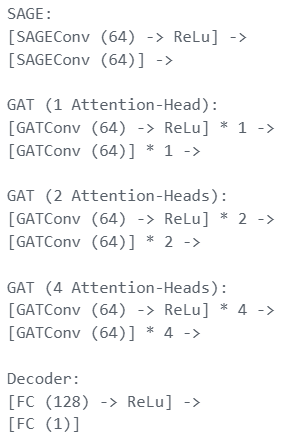 SAGE:
[SAGEConv (64) -> ReLu] ->
[SAGEConv (64)] ->
GAT (1 Attention-Head):
[GATConv (64) -> ReLu] * 1 ->
[GATConv (64)] * 1 ->
GAT (2 Attention-Heads):
[GATConv (64) -> ReLu] * 2 ->
[GATConv (64)] * 2 ->
GAT (4 Attention-Heads):
[GATConv (64) -> ReLu] * 4 ->
[GATConv (64)] * 4 ->
Decoder:
[FC (128) -> ReLu] ->
[FC (1)]